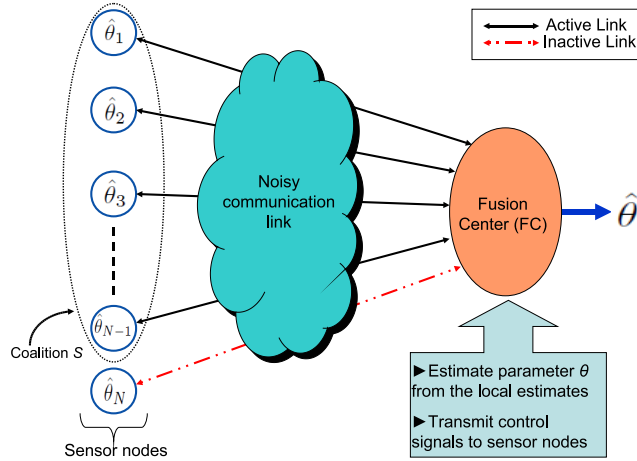 Active Link
Inactive Link
θ̂₁
θ̂₂
θ̂₃
θ̂_{N−1}
θ̂_N
Coalition S
Sensor nodes
Noisy
communication
link
Fusion
Center (FC)
θ̂
►Estimate parameter θ
from the local estimates
►Transmit control
signals to sensor nodes